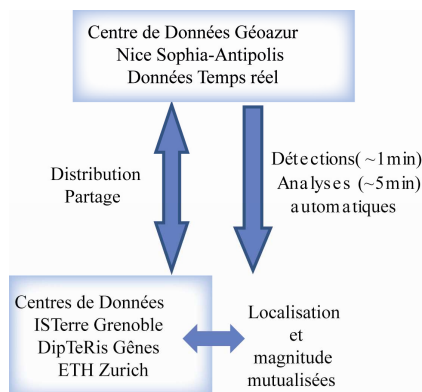 Centre de Données Géoazur
Nice Sophia-Antipolis
Données Temps réel
Distribution
Partage
Détections( ~1min)
Analyses (~5min)
automatiques
Centres de Données
ISTerre Grenoble
DipTeRis Gênes
ETH Zurich
Localisation
et
magnitude
mutualisées